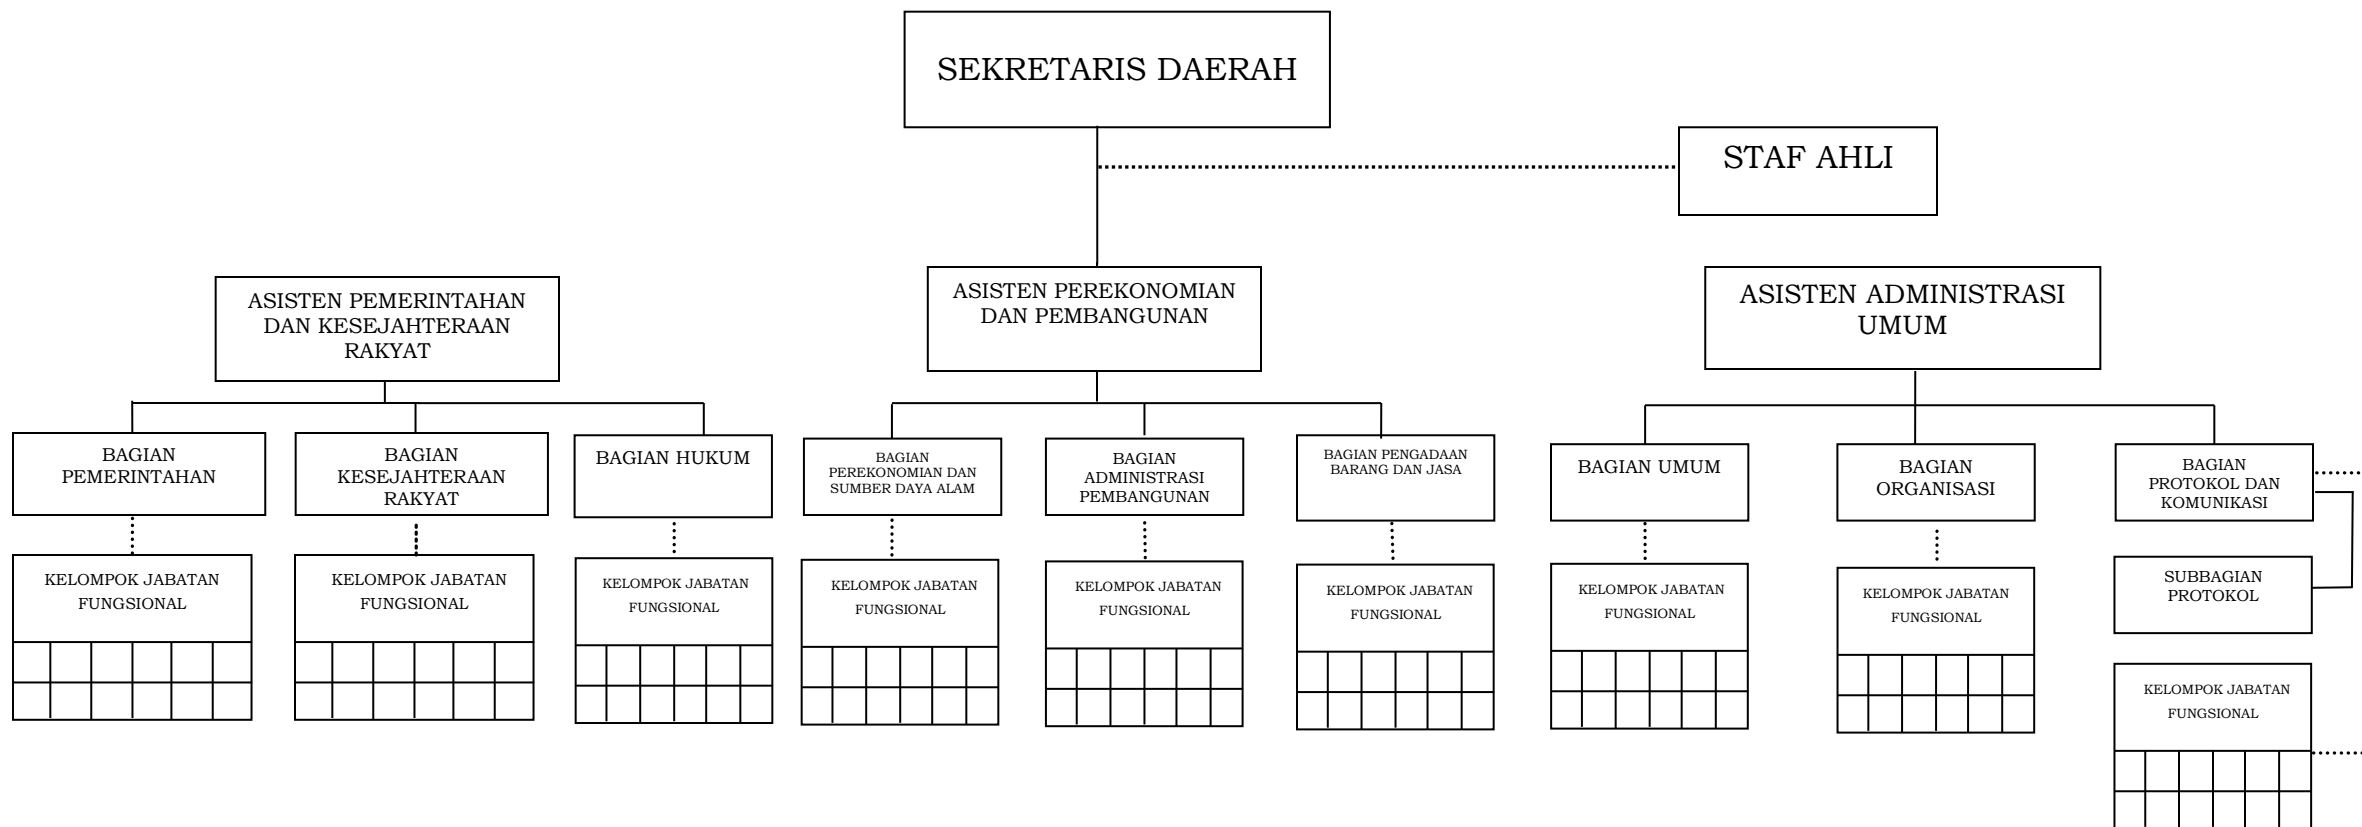 SEKRETARIS DAERAH
STAF AHLI
ASISTEN PEMERINTAHAN
DAN KESEJAHTERAAN
RAKYAT
ASISTEN PEREKONOMIAN
DAN PEMBANGUNAN
ASISTEN ADMINISTRASI
UMUM
BAGIAN
PEMERINTAHAN
BAGIAN
KESEJAHTERAAN
RAKYAT
BAGIAN HUKUM
BAGIAN
PEREKONOMIAN DAN
SUMBER DAYA ALAM
BAGIAN
ADMINISTRASI
PEMBANGUNAN
BAGIAN PENGADAAN
BARANG DAN JASA
BAGIAN UMUM
BAGIAN
ORGANISASI
BAGIAN
PROTOKOL DAN
KOMUNIKASI
KELOMPOK JABATAN
FUNGSIONAL
KELOMPOK JABATAN
FUNGSIONAL
KELOMPOK JABATAN
FUNGSIONAL
KELOMPOK JABATAN
FUNGSIONAL
KELOMPOK JABATAN
FUNGSIONAL
KELOMPOK JABATAN
FUNGSIONAL
KELOMPOK JABATAN
FUNGSIONAL
KELOMPOK JABATAN
FUNGSIONAL
SUBBAGIAN
PROTOKOL
KELOMPOK JABATAN
FUNGSIONAL